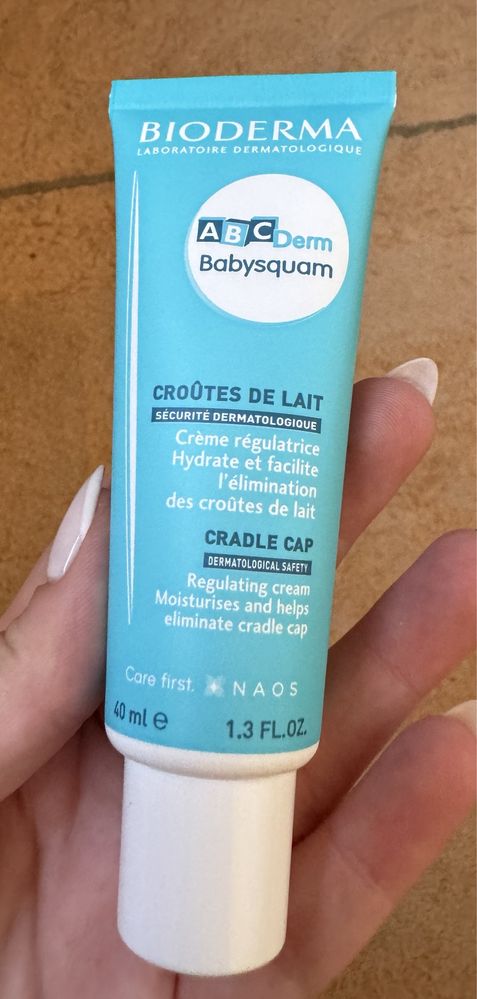 BIODERMA
LABORATOIRE DERMATOLOGIQUE
ABCDerm
Babysquam
CROÛTES DE LAIT
SÉCURITÉ DERMATOLOGIQUE
Crème régulatrice
Hydrate et facilite
l'élimination
des croûtes de lait
CRADLE CAP
DERMATOLOGICAL SAFETY
Regulating cream
Moisturises and helps
eliminate cradle cap
Care first. NAOS
40 ml e 1.3 FL.OZ.